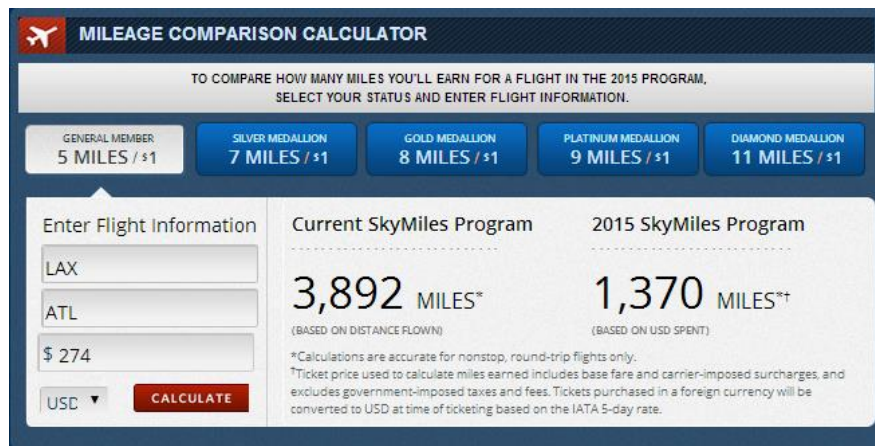 MILEAGE COMPARISON CALCULATOR
TO COMPARE HOW MANY MILES YOU'LL EARN FOR A FLIGHT IN THE 2015 PROGRAM,
SELECT YOUR STATUS AND ENTER FLIGHT INFORMATION.
GENERAL MEMBER
5 MILES / $1
SILVER MEDALLION
7 MILES / $1
GOLD MEDALLION
8 MILES / $1
PLATINUM MEDALLION
9 MILES / $1
DIAMOND MEDALLION
11 MILES / $1
Enter Flight Information
LAX
ATL
$ 274
USD
CALCULATE
Current SkyMiles Program
3,892 MILES*
(BASED ON DISTANCE FLOWN)
2015 SkyMiles Program
1,370 MILES*†
(BASED ON USD SPENT)
*Calculations are accurate for nonstop, round-trip flights only.
†Ticket price used to calculate miles earned includes base fare and carrier-imposed surcharges, and
excludes government-imposed taxes and fees. Tickets purchased in a foreign currency will be
converted to USD at time of ticketing based on the IATA 5-day rate.